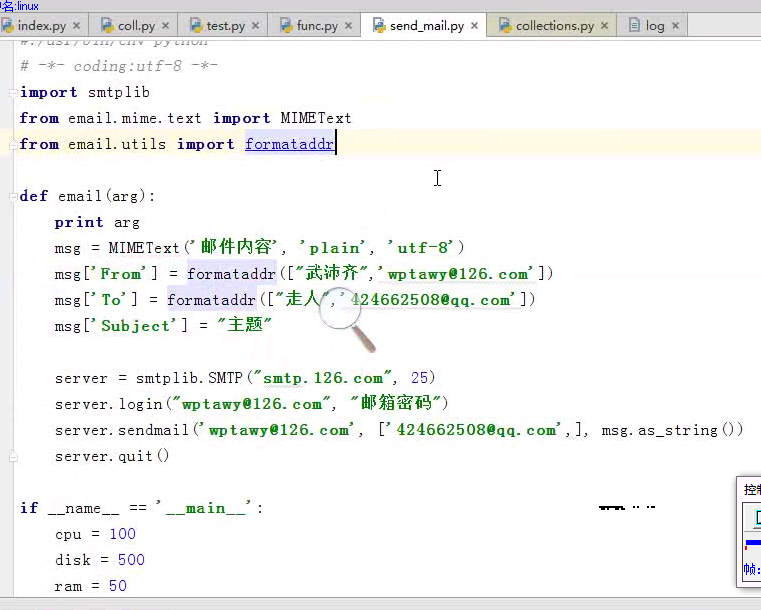 名:linux
index.py coll.py test.py func.py send_mail.py collections.py log
#!/usr/bin/env python
# -*- coding:utf-8 -*-
import smtplib
from email.mime.text import MIMEText
from email.utils import formataddr
def email(arg):
print arg
msg = MIMEText('邮件内容', 'plain', 'utf-8')
msg['From'] = formataddr(["武沛齐",'wptawy@126.com'])
msg['To'] = formataddr(["走人",'424662508@qq.com'])
msg['Subject'] = "主题"
server = smtplib.SMTP("smtp.126.com", 25)
server.login("wptawy@126.com", "邮箱密码")
server.sendmail('wptawy@126.com', ['424662508@qq.com',], msg.as_string())
server.quit()
if __name__ == '__main__':
cpu = 100
disk = 500
ram = 50
控制
帧: